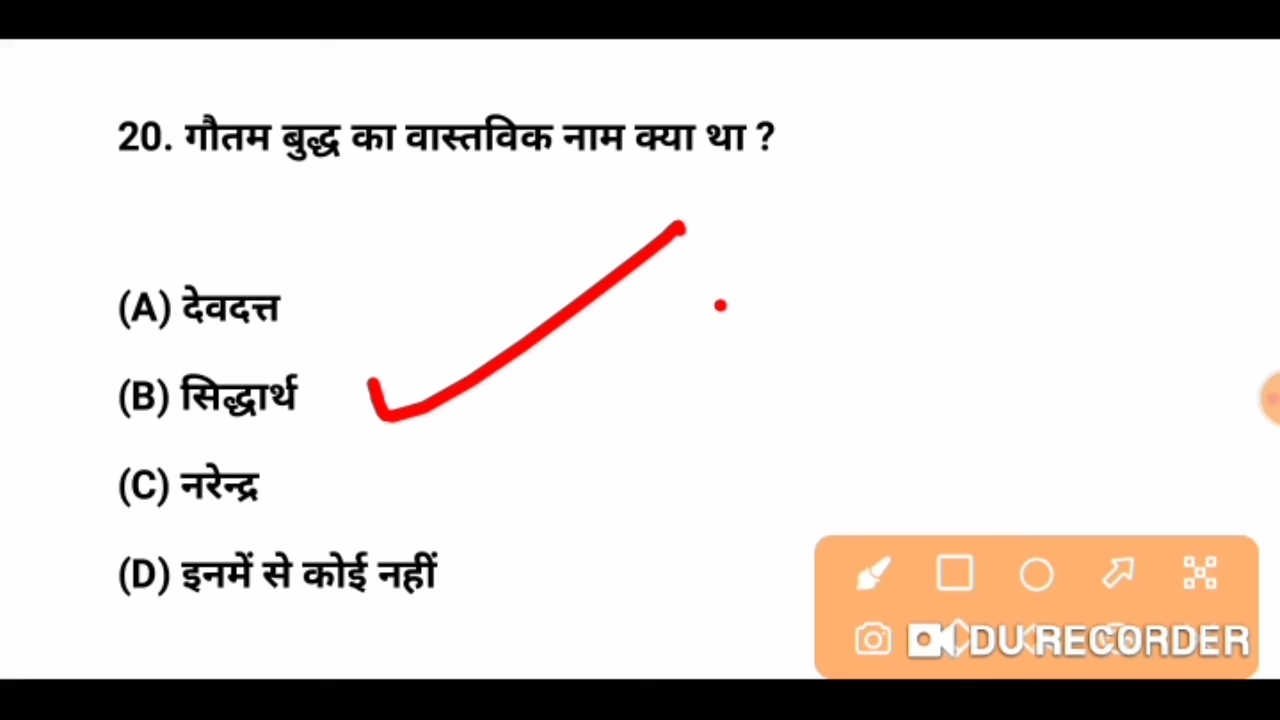 20. गौतम बुद्ध का वास्तविक नाम क्या था ?
(A) देवदत्त
(B) सिद्धार्थ
(C) नरेन्द्र
(D) इनमें से कोई नहीं
DU RECORDER